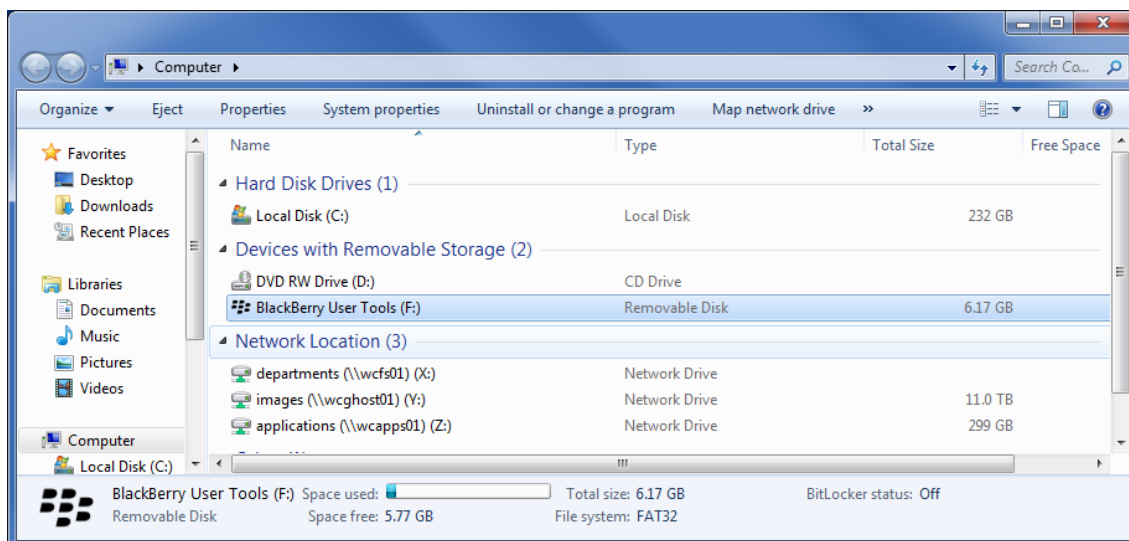 Computer
Search Co...
Organize Eject Properties System properties Uninstall or change a program Map network drive »
Name Type Total Size Free Space
Favorites
Desktop
Downloads
Recent Places
Libraries
Documents
Music
Pictures
Videos
Computer
Local Disk (C:)
Hard Disk Drives (1)
Local Disk (C:) Local Disk 232 GB
Devices with Removable Storage (2)
DVD RW Drive (D:) CD Drive
BlackBerry User Tools (F:) Removable Disk 6.17 GB
Network Location (3)
departments (\\wcfs01) (X:) Network Drive
images (\\wcghost01) (Y:) Network Drive 11.0 TB
applications (\\wcapps01) (Z:) Network Drive 299 GB
BlackBerry User Tools (F:) Space used: Total size: 6.17 GB BitLocker status: Off
Removable Disk Space free: 5.77 GB File system: FAT32